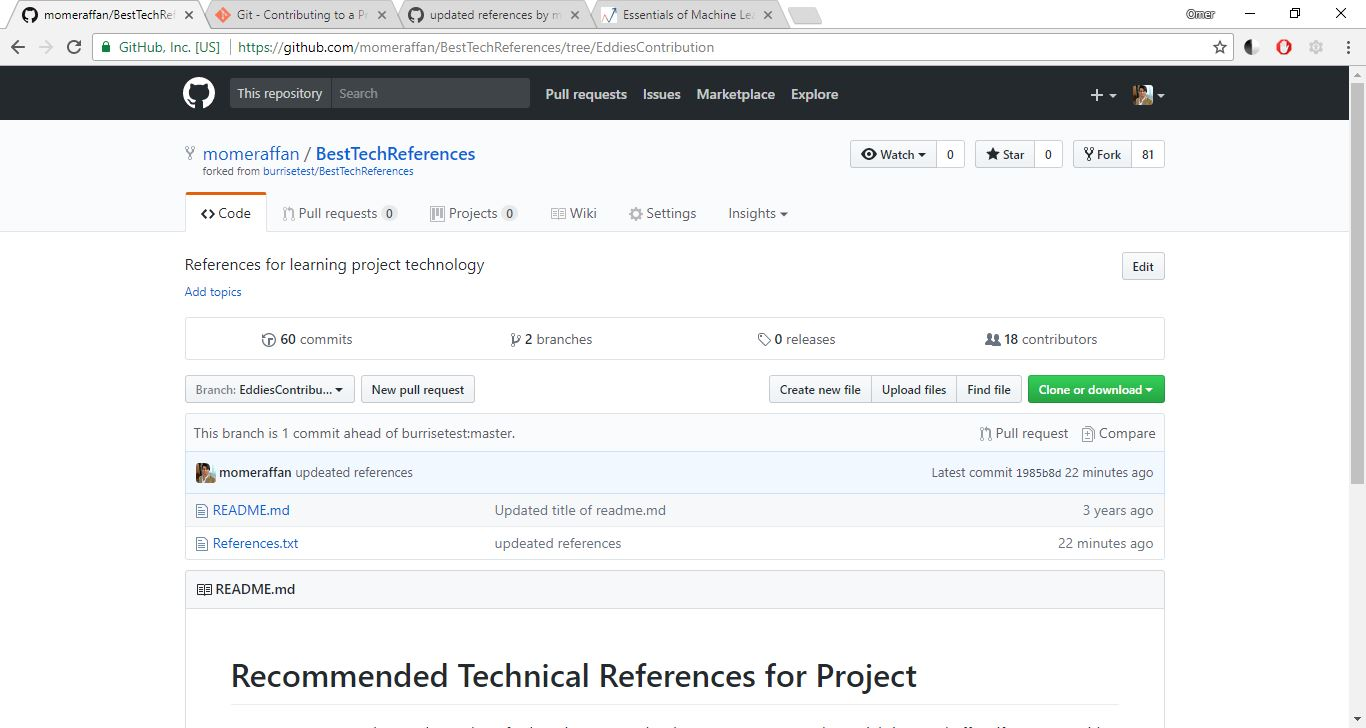 momeraffan/BestTechRef
Git - Contributing to a Pr
updated references by m
Essentials of Machine Lea
Omer
GitHub, Inc. [US] https://github.com/momeraffan/BestTechReferences/tree/EddiesContribution
This repository Search Pull requests Issues Marketplace Explore
momeraffan / BestTechReferences
Watch 0 Star 0 Fork 81
forked from burrisetest/BestTechReferences
Code Pull requests 0 Projects 0 Wiki Settings Insights
References for learning project technology
Edit
Add topics
60 commits 2 branches 0 releases 18 contributors
Branch: EddiesContribu... New pull request Create new file Upload files Find file Clone or download
This branch is 1 commit ahead of burrisetest:master. Pull request Compare
momeraffan updeated references Latest commit 1985b8d 22 minutes ago
README.md Updated title of readme.md 3 years ago
References.txt updeated references 22 minutes ago
README.md
Recommended Technical References for Project